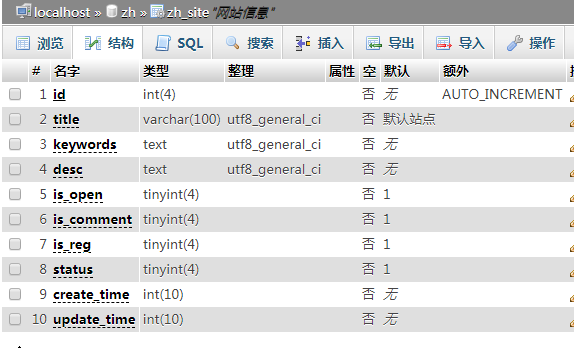 localhost » zh » zh_site "网站信息"
浏览 结构 SQL 搜索 插入 导出 导入 操作
# 名字 类型 整理 属性 空 默认 额外
1 id int(4) 否 无 AUTO_INCREMENT
2 title varchar(100) utf8_general_ci 否 默认站点
3 keywords text utf8_general_ci 否 无
4 desc text utf8_general_ci 否 无
5 is_open tinyint(4) 否 1
6 is_comment tinyint(4) 否 1
7 is_reg tinyint(4) 否 1
8 status tinyint(4) 否 1
9 create_time int(10) 否 无
10 update_time int(10) 否 无